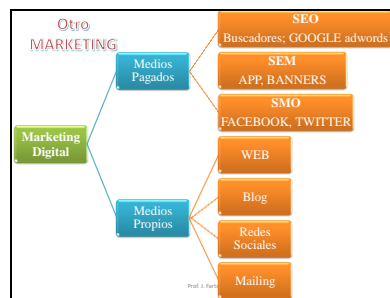 Otro
MARKETING
SEO
Buscadores; GOOGLE adwords
Medios
Pagados
SEM
APP, BANNERS
SMO
FACEBOOK, TWITTER
Marketing
Digital
WEB
Blog
Medios
Propios
Redes
Sociales
Mailing
Prof. J.